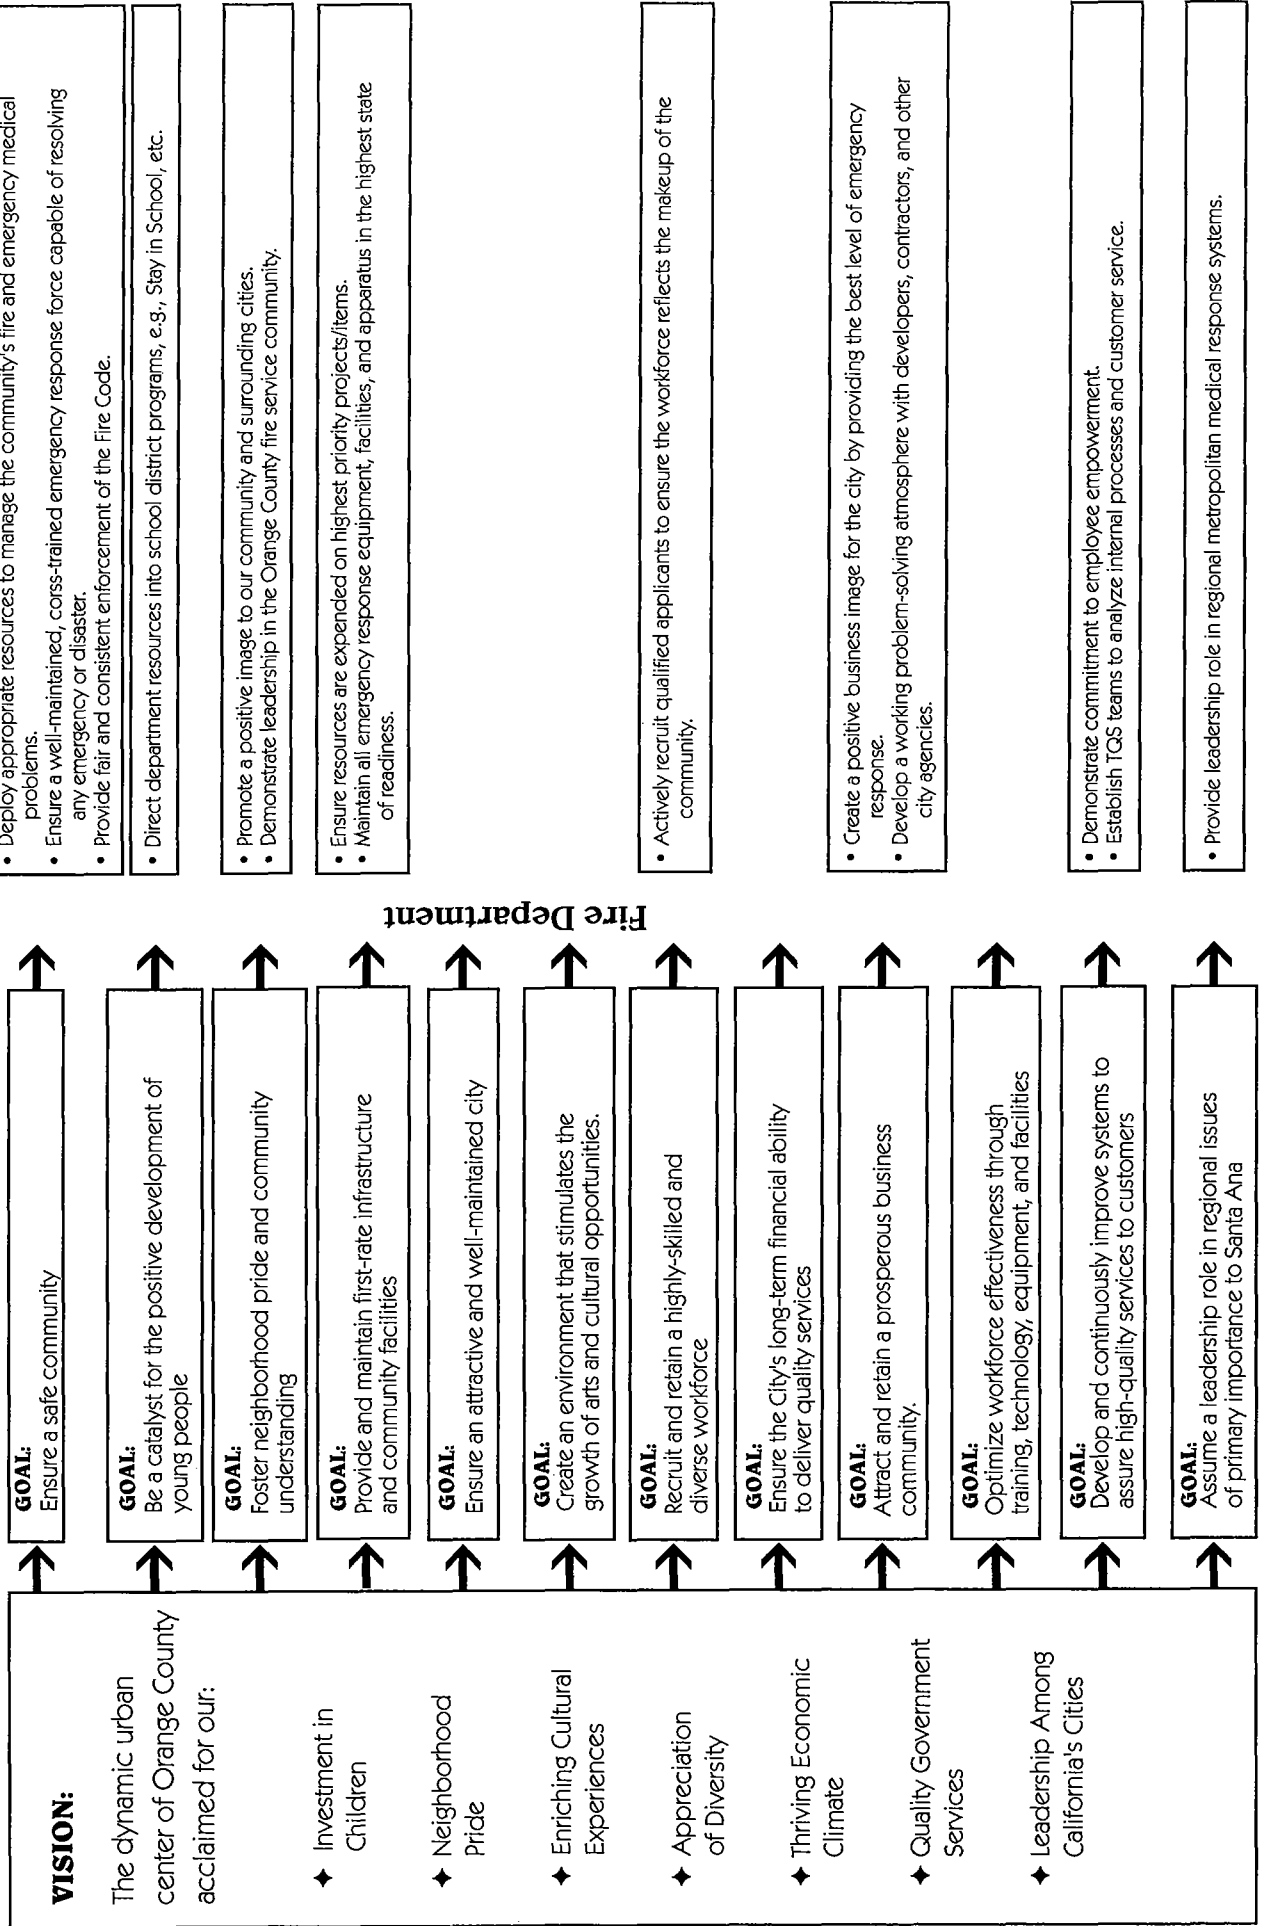 VISION:
The dynamic urban
center of Orange County
acclaimed for our:
✦ Investment in
Children
✦ Neighborhood
Pride
✦ Enriching Cultural
Experiences
✦ Appreciation
of Diversity
✦ Thriving Economic
Climate
✦ Quality Government
Services
✦ Leadership Among
California's Cities
GOAL:
Ensure a safe community
GOAL:
Be a catalyst for the positive development of
young people
GOAL:
Foster neighborhood pride and community
understanding
GOAL:
Provide and maintain first-rate infrastructure
and community facilities
GOAL:
Ensure an attractive and well-maintained city
GOAL:
Create an environment that stimulates the
growth of arts and cultural opportunities.
GOAL:
Recruit and retain a highly-skilled and
diverse workforce
GOAL:
Ensure the City's long-term financial ability
to deliver quality services
GOAL:
Attract and retain a prosperous business
community.
GOAL:
Optimize workforce effectiveness through
training, technology, equipment, and facilities
GOAL:
Develop and continuously improve systems to
assure high-quality services to customers
GOAL:
Assume a leadership role in regional issues
of primary importance to Santa Ana
Fire Department
• Deploy appropriate resources to manage the community's fire and emergency medical
problems.
• Ensure a well-maintained, corss-trained emergency response force capable of resolving
any emergency or disaster.
• Provide fair and consistent enforcement of the Fire Code.
• Direct department resources into school district programs, e.g., Stay in School, etc.
• Promote a positive image to our community and surrounding cities.
• Demonstrate leadership in the Orange County fire service community.
• Ensure resources are expended on highest priority projects/items.
• Maintain all emergency response equipment, facilities, and apparatus in the highest state
of readiness.
• Actively recruit qualified applicants to ensure the workforce reflects the makeup of the
community.
• Create a positive business image for the city by providing the best level of emergency
response.
• Develop a working problem-solving atmosphere with developers, contractors, and other
city agencies.
• Demonstrate commitment to employee empowerment.
• Establish TQS teams to analyze internal processes and customer service.
• Provide leadership role in regional metropolitan medical response systems.